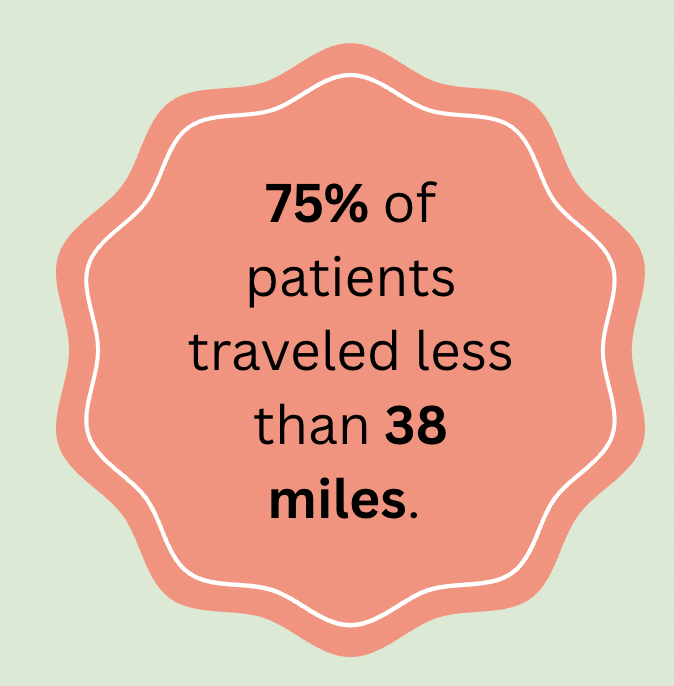 75% of
patients
traveled less
than 38
miles.